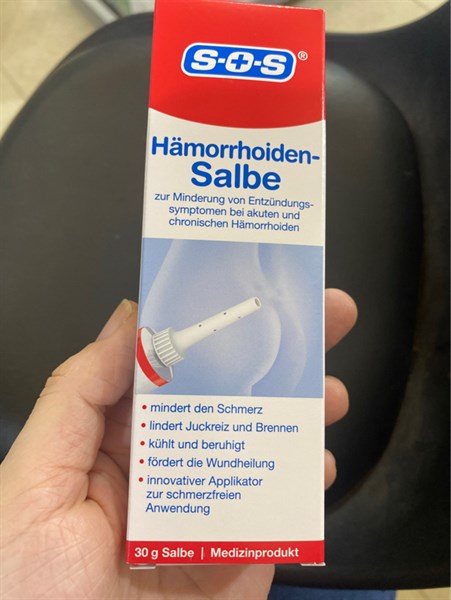 S-O-S®
Hämorrhoiden-
Salbe
zur Minderung von Entzündungs-
symptomen bei akuten und
chronischen Hämorrhoiden
• mindert den Schmerz
• lindert Juckreiz und Brennen
• kühlt und beruhigt
• fördert die Wundheilung
• innovativer Applikator
zur schmerzfreien
Anwendung
30 g Salbe | Medizinprodukt